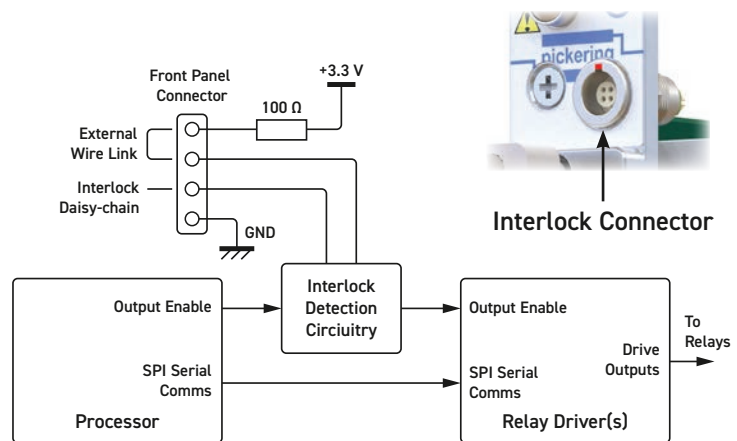 Front Panel
Connector
+3.3 V
100 Ω
External
Wire Link
Interlock
Daisy-chain
GND
pickering
Interlock Connector
Processor
Output Enable
SPI Serial
Comms
Interlock
Detection
Circiuitry
Output Enable
SPI Serial
Comms
Drive
Outputs
Relay Driver(s)
To
Relays